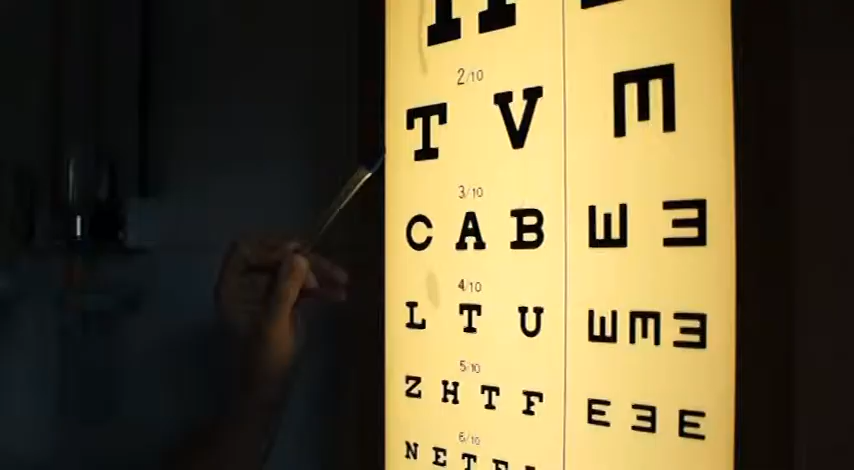 2/10
T V
3/10
C A B
4/10
L T U
5/10
Z H T F
E E
6/10
N E T